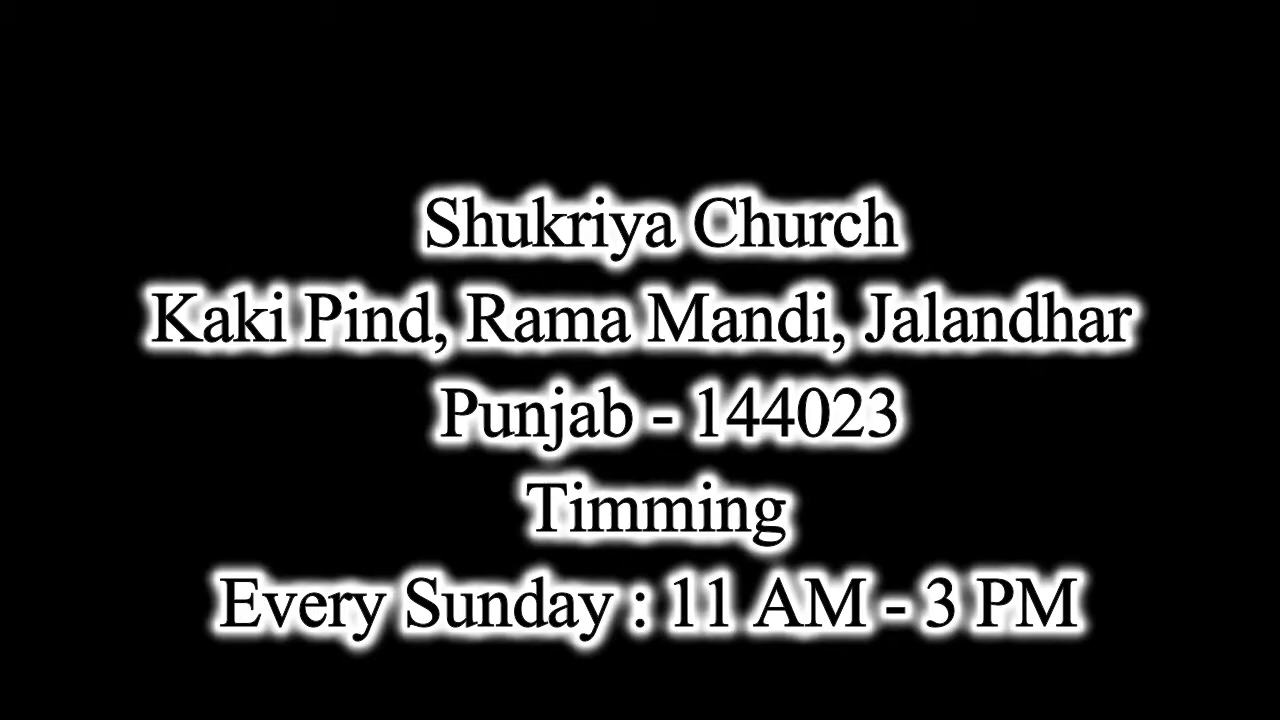 Shukriya Church
Kaki Pind, Rama Mandi, Jalandhar
Punjab - 144023
Timming
Every Sunday : 11 AM - 3 PM